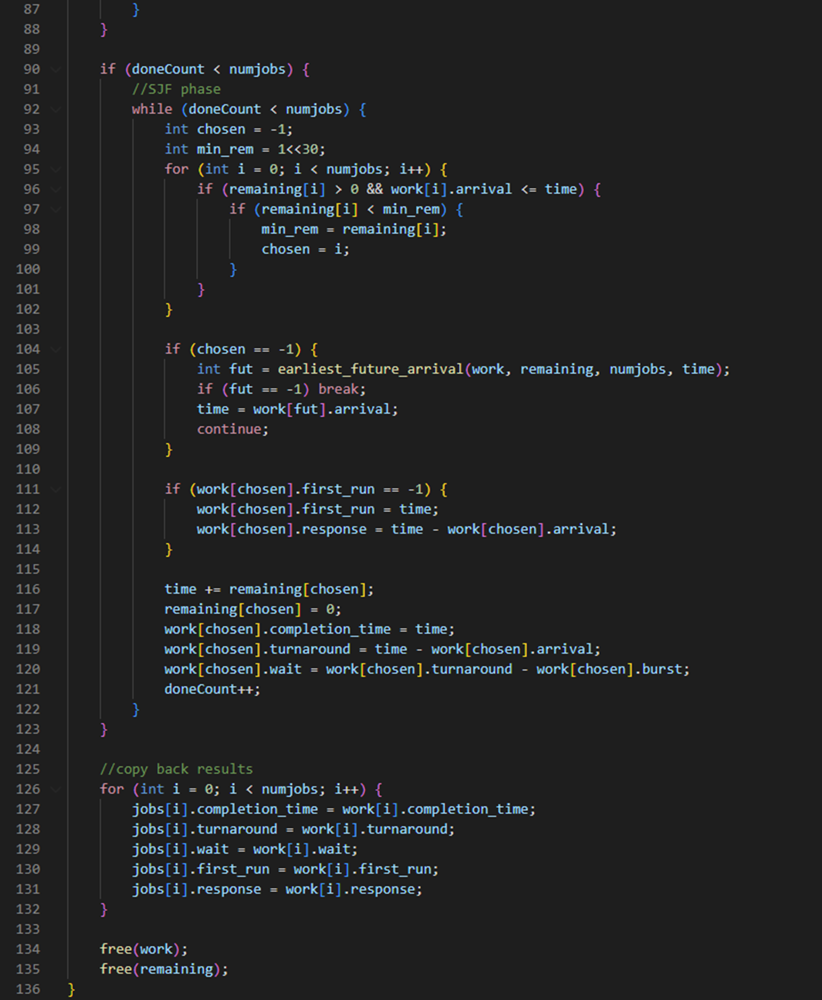 87            }
88        }
89
90        if (doneCount < numjobs) {
91            //SJF phase
92            while (doneCount < numjobs) {
93                int chosen = -1;
94                int min_rem = 1<<30;
95                for (int i = 0; i < numjobs; i++) {
96                    if (remaining[i] > 0 && work[i].arrival <= time) {
97                        if (remaining[i] < min_rem) {
98                            min_rem = remaining[i];
99                            chosen = i;
100                        }
101                    }
102                }
103
104                if (chosen == -1) {
105                    int fut = earliest_future_arrival(work, remaining, numjobs, time);
106                    if (fut == -1) break;
107                    time = work[fut].arrival;
108                    continue;
109                }
110
111                if (work[chosen].first_run == -1) {
112                    work[chosen].first_run = time;
113                    work[chosen].response = time - work[chosen].arrival;
114                }
115
116                time += remaining[chosen];
117                remaining[chosen] = 0;
118                work[chosen].completion_time = time;
119                work[chosen].turnaround = time - work[chosen].arrival;
120                work[chosen].wait = work[chosen].turnaround - work[chosen].burst;
121                doneCount++;
122            }
123        }
124
125        //copy back results
126        for (int i = 0; i < numjobs; i++) {
127            jobs[i].completion_time = work[i].completion_time;
128            jobs[i].turnaround = work[i].turnaround;
129            jobs[i].wait = work[i].wait;
130            jobs[i].first_run = work[i].first_run;
131            jobs[i].response = work[i].response;
132        }
133
134        free(work);
135        free(remaining);
136    }